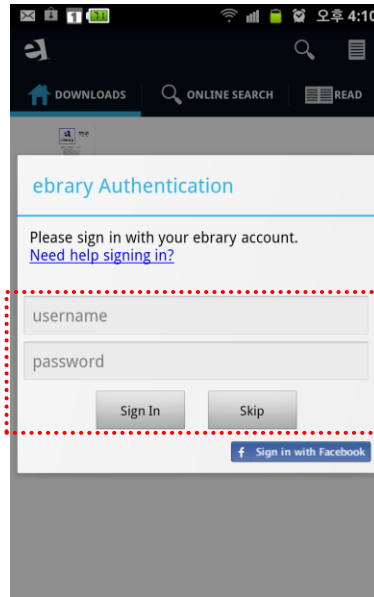 오후 4:10
DOWNLOADS ONLINE SEARCH READ
ebrary Authentication
Please sign in with your ebrary account.
Need help signing in?
username
password
Sign In Skip
f Sign in with Facebook